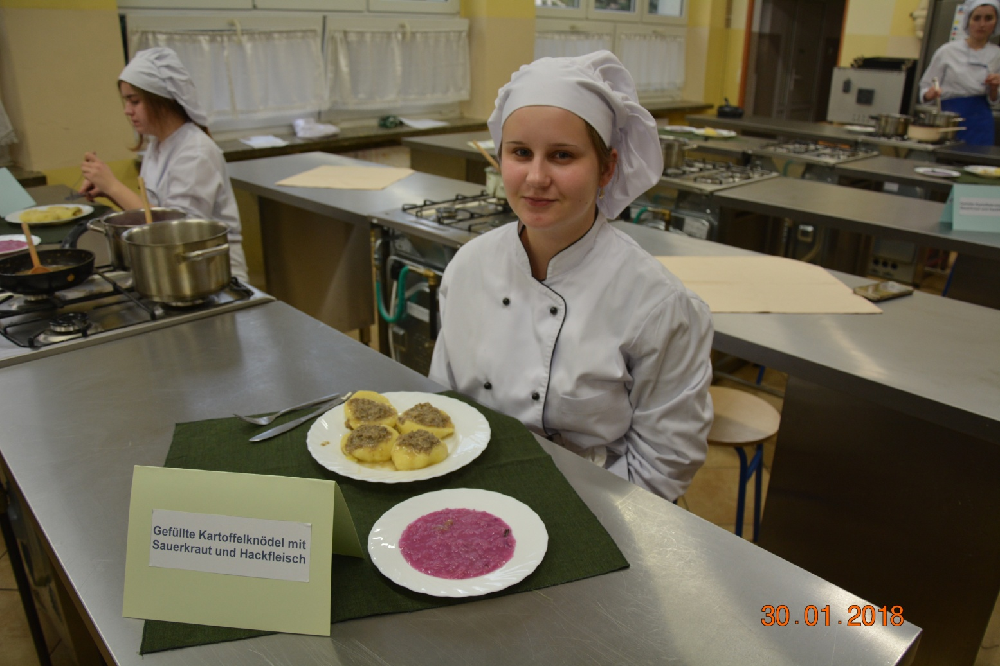 Gefüllte Kartoffelknödel mit
Sauerkraut und Hackfleisch
30.01.2018